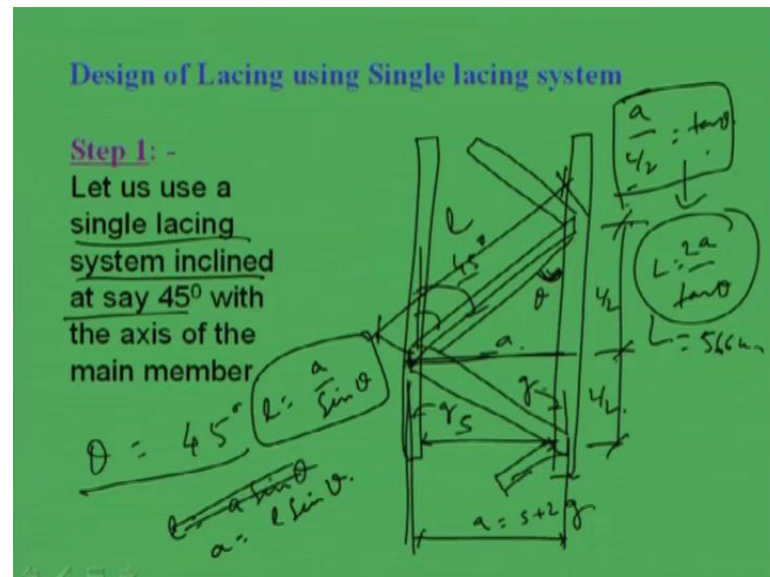 Design of Lacing using Single lacing system
Step 1: -
Let us use a
single lacing
system inclined
at say 45⁰ with
the axis of the
main member
θ = 45°
l = a / sin θ
l = a sin θ
a = l sin θ.
l
45°
θ
a.
g
S
g
a = s + 2g
L/2
L/2.
a / L/2 = tan θ.
L = 2a / tan θ
L = 566